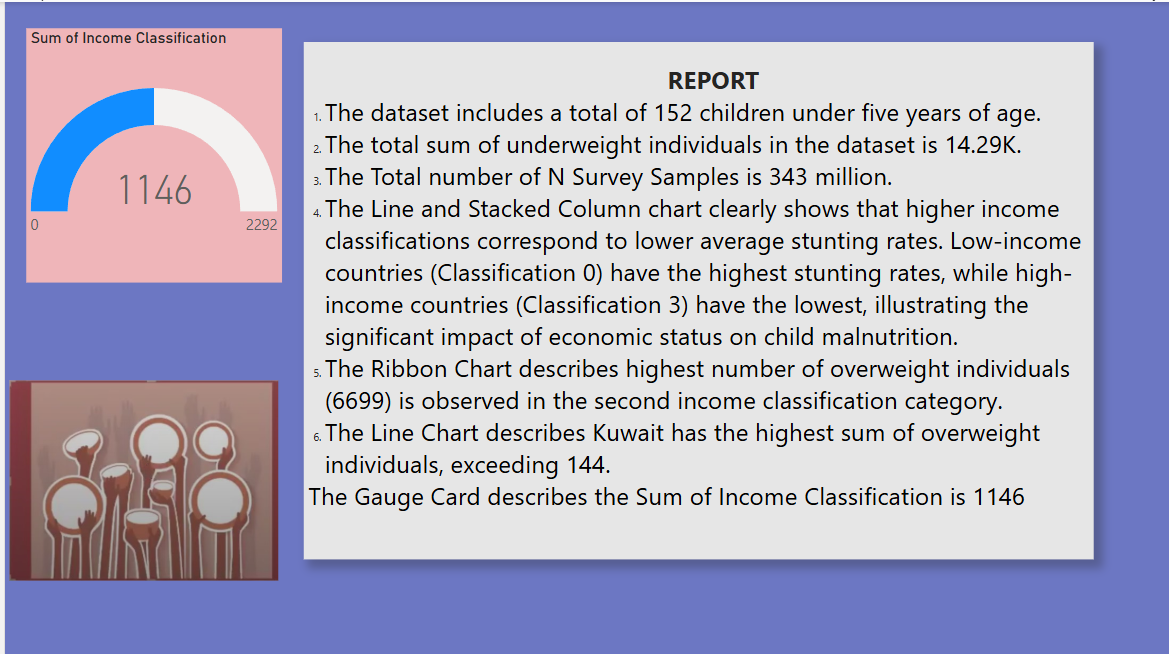 Sum of Income Classification
1146
0
2292
REPORT
1. The dataset includes a total of 152 children under five years of age.
2. The total sum of underweight individuals in the dataset is 14.29K.
3. The Total number of N Survey Samples is 343 million.
4. The Line and Stacked Column chart clearly shows that higher income
classifications correspond to lower average stunting rates. Low-income
countries (Classification 0) have the highest stunting rates, while high-
income countries (Classification 3) have the lowest, illustrating the
significant impact of economic status on child malnutrition.
5. The Ribbon Chart describes highest number of overweight individuals
(6699) is observed in the second income classification category.
6. The Line Chart describes Kuwait has the highest sum of overweight
individuals, exceeding 144.
The Gauge Card describes the Sum of Income Classification is 1146